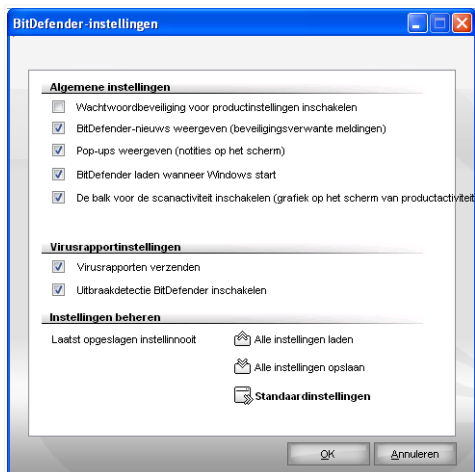 BitDefender-instellingen
Algemene instellingen
Wachtwoordbeveiliging voor productinstellingen inschakelen
BitDefender-nieuws weergeven (beveiligingsverwante meldingen)
Pop-ups weergeven (notities op het scherm)
BitDefender laden wanneer Windows start
De balk voor de scanactiviteit inschakelen (grafiek op het scherm van productactiviteit
Virusrapportinstellingen
Virusrapporten verzenden
Uitbraakdetectie BitDefender inschakelen
Instellingen beheren
Laatst opgeslagen instellinnooit
Alle instellingen laden
Alle instellingen opslaan
Standaardinstellingen
OK Annuleren